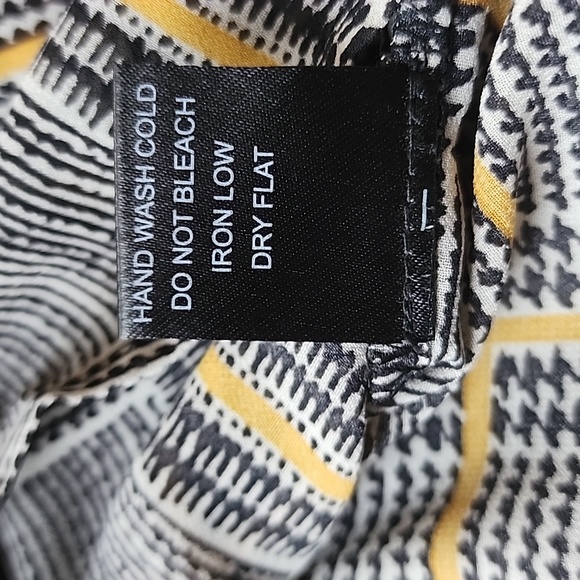 HAND WASH COLD
DO NOT BLEACH
IRON LOW
DRY FLAT